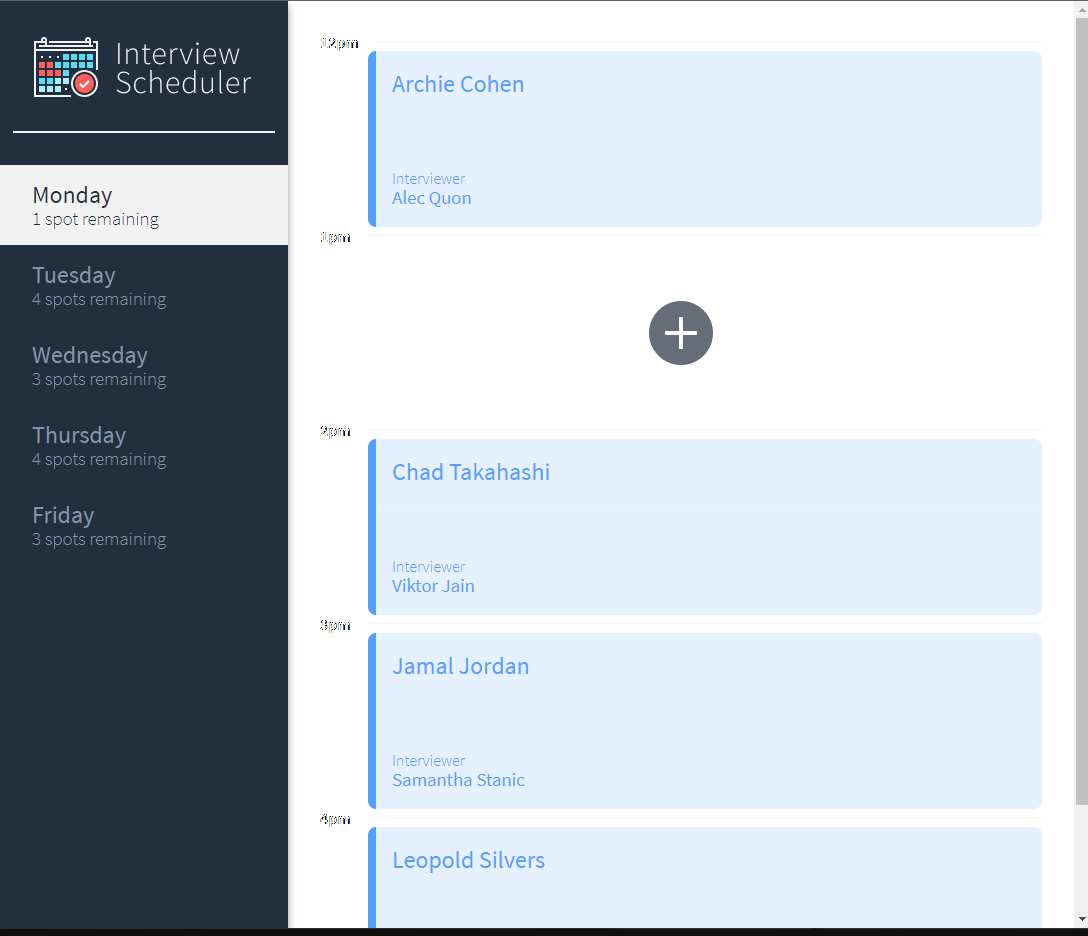 Interview
Scheduler
Monday
1 spot remaining
Tuesday
4 spots remaining
Wednesday
3 spots remaining
Thursday
4 spots remaining
Friday
3 spots remaining
12pm
Archie Cohen
Interviewer
Alec Quon
1pm
2pm
Chad Takahashi
Interviewer
Viktor Jain
3pm
Jamal Jordan
Interviewer
Samantha Stanic
4pm
Leopold Silvers